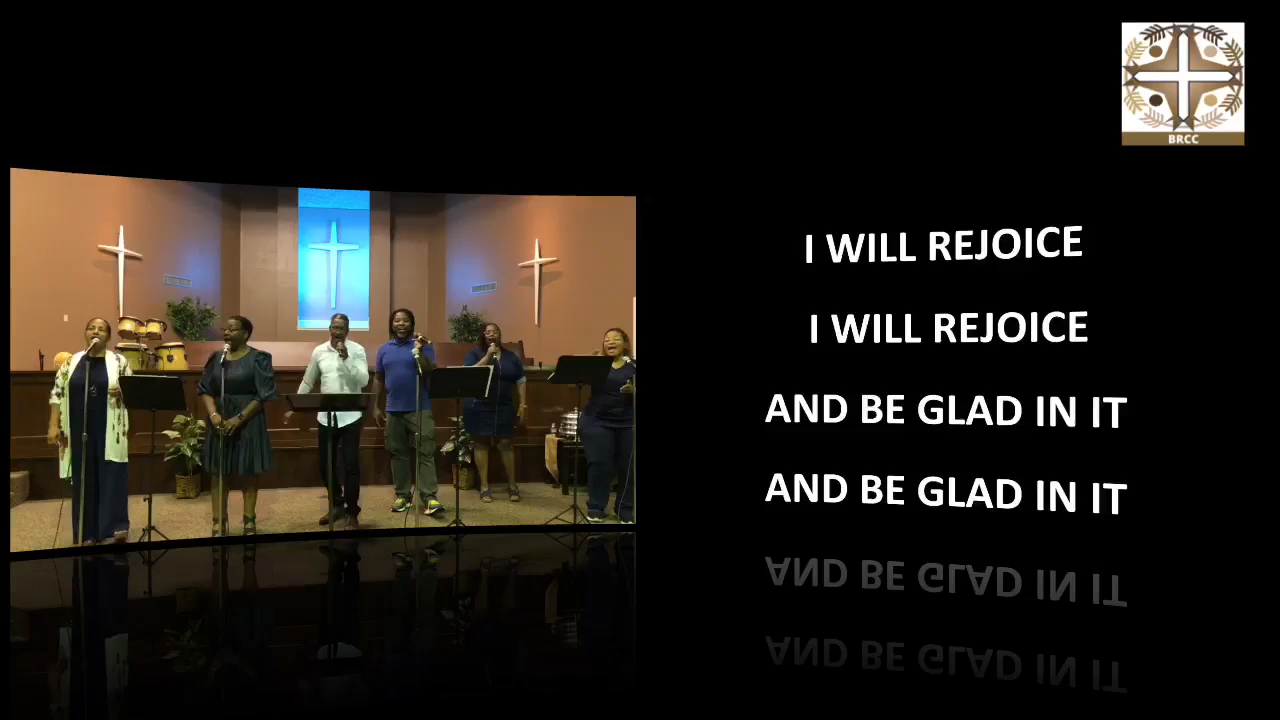 BRCC
I WILL REJOICE
I WILL REJOICE
AND BE GLAD IN IT
AND BE GLAD IN IT